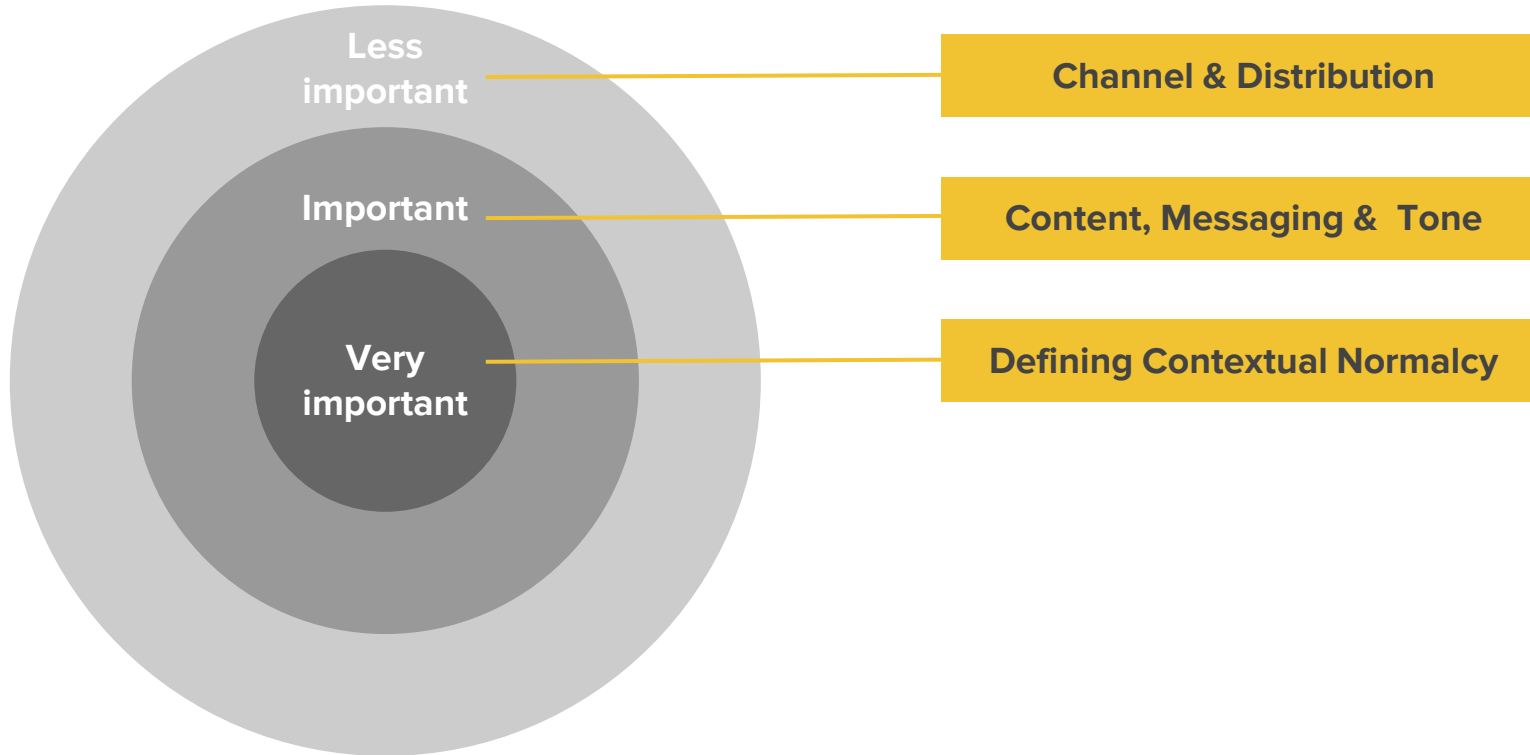 Less
important
Channel & Distribution
Important
Content, Messaging &  Tone
Very
important
Defining Contextual Normalcy